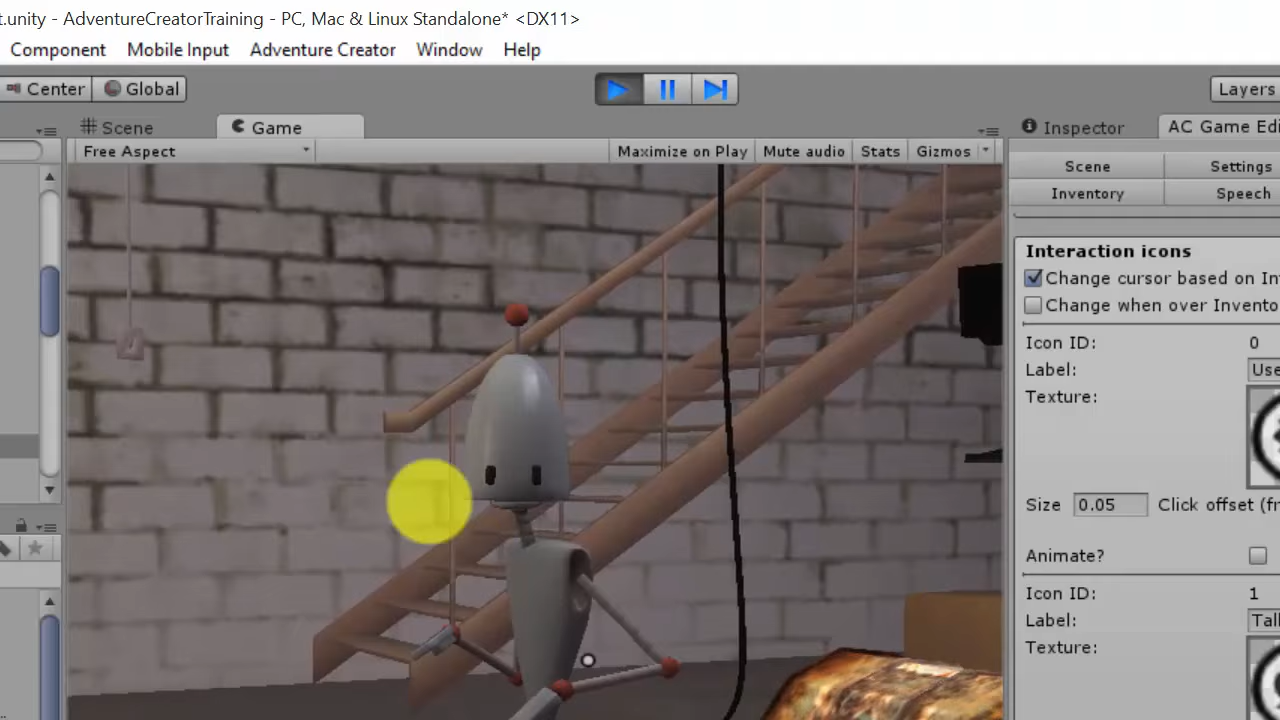 t.unity - AdventureCreatorTraining - PC, Mac & Linux Standalone* <DX11>
Component Mobile Input Adventure Creator Window Help
Center Global Layers
Scene Game Inspector AC Game Edi
Free Aspect Maximize on Play Mute audio Stats Gizmos
Scene Settings
Inventory Speech
Interaction icons
Change cursor based on Int
Change when over Invento
Icon ID: 0
Label: Use
Texture:
Size 0.05 Click offset (fr
Animate?
Icon ID: 1
Label: Tall
Texture: